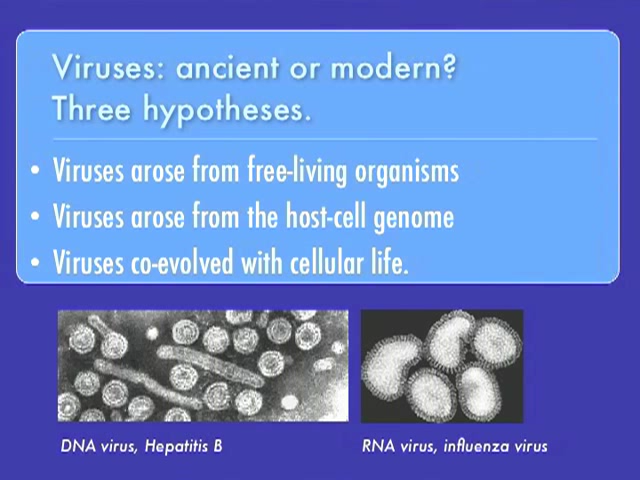 Viruses: ancient or modern?
Three hypotheses.
• Viruses arose from free-living organisms
• Viruses arose from the host-cell genome
• Viruses co-evolved with cellular life.
DNA virus, Hepatitis B
RNA virus, influenza virus